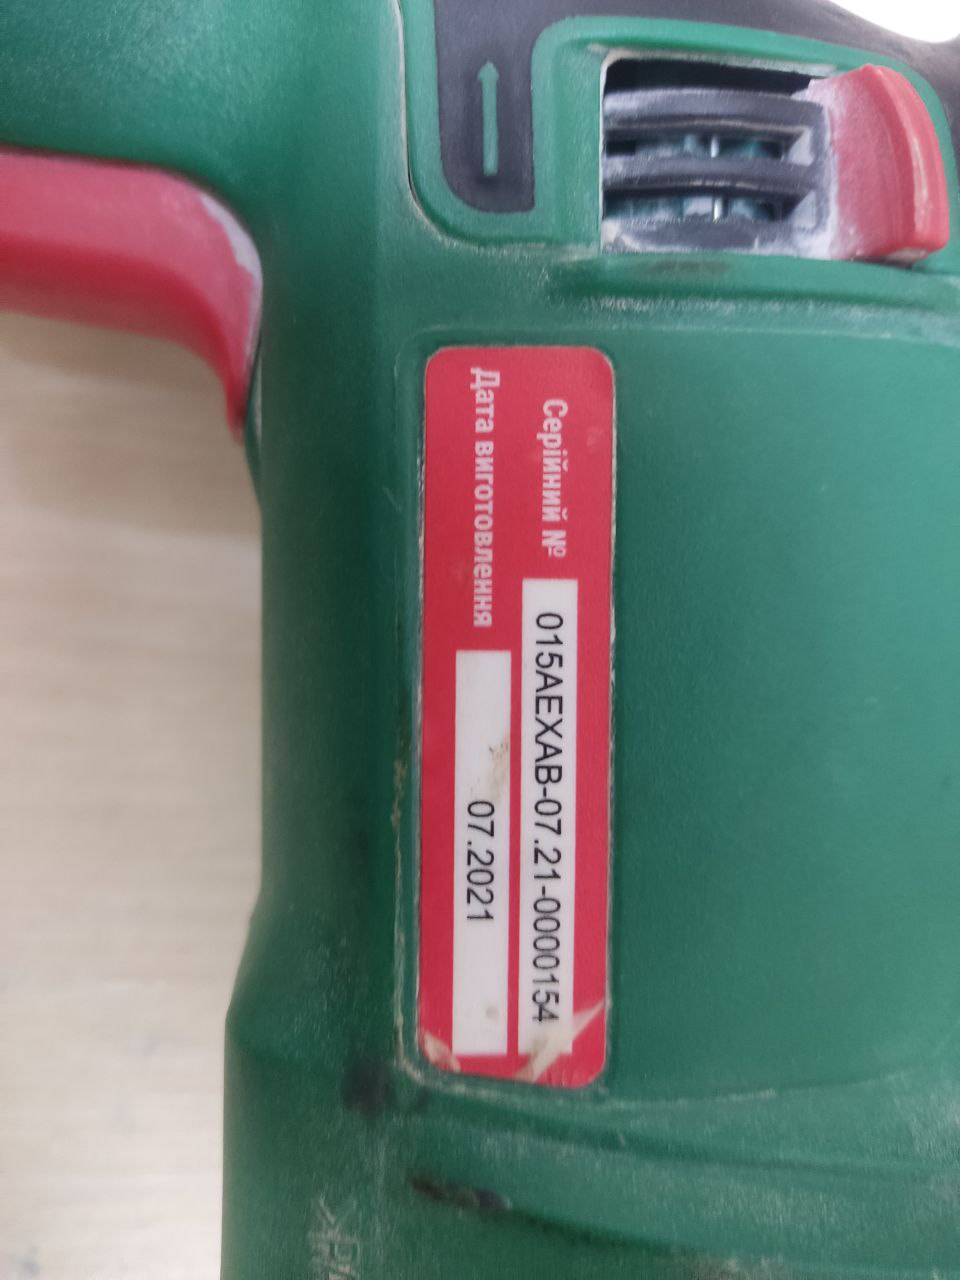 Серійний № 015AEXAB-07.21-0000154
Дата виготовлення 07.2021